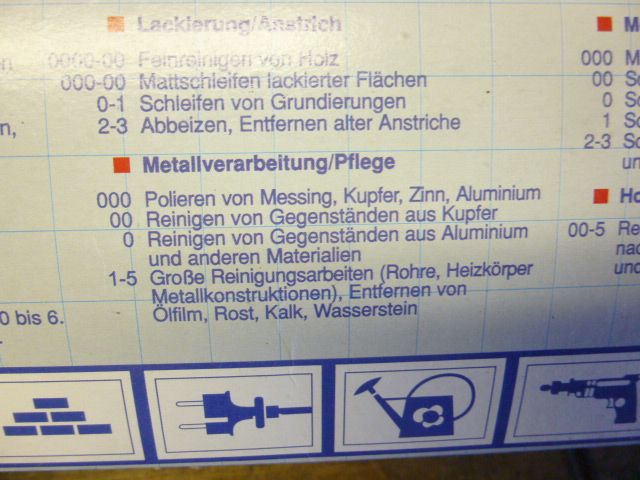 Lackierung/Anstrich
0000-00 Feinreinigen von Holz
000-00 Mattschleifen lackierter Flächen
0-1 Schleifen von Grundierungen
2-3 Abbeizen, Entfernen alter Anstriche
Metallverarbeitung/Pflege
000 Polieren von Messing, Kupfer, Zinn, Aluminium
00 Reinigen von Gegenständen aus Kupfer
0 Reinigen von Gegenständen aus Aluminium
und anderen Materialien
1-5 Große Reinigungsarbeiten (Rohre, Heizkörper
Metallkonstruktionen), Entfernen von
Ölfilm, Rost, Kalk, Wasserstein
0 bis 6.
000
00
0
1
2-3
00-5